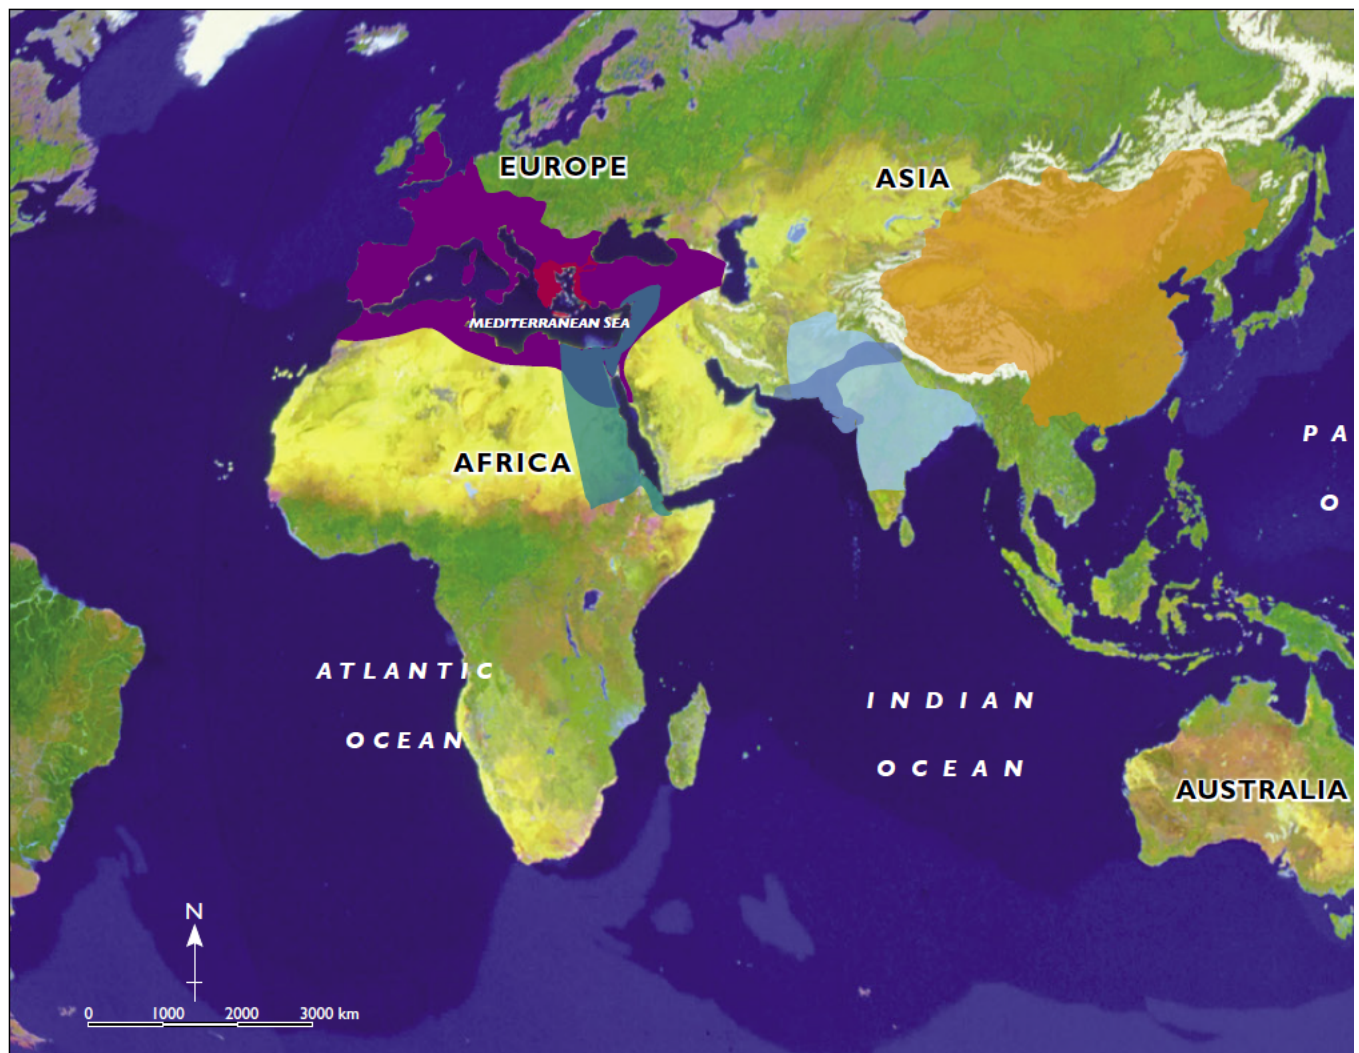 EUROPE
ASIA
MEDITERRANEAN SEA
AFRICA
P A
O
ATLANTIC
OCEAN
INDIAN
OCEAN
AUSTRALIA
N
0 1000 2000 3000 km